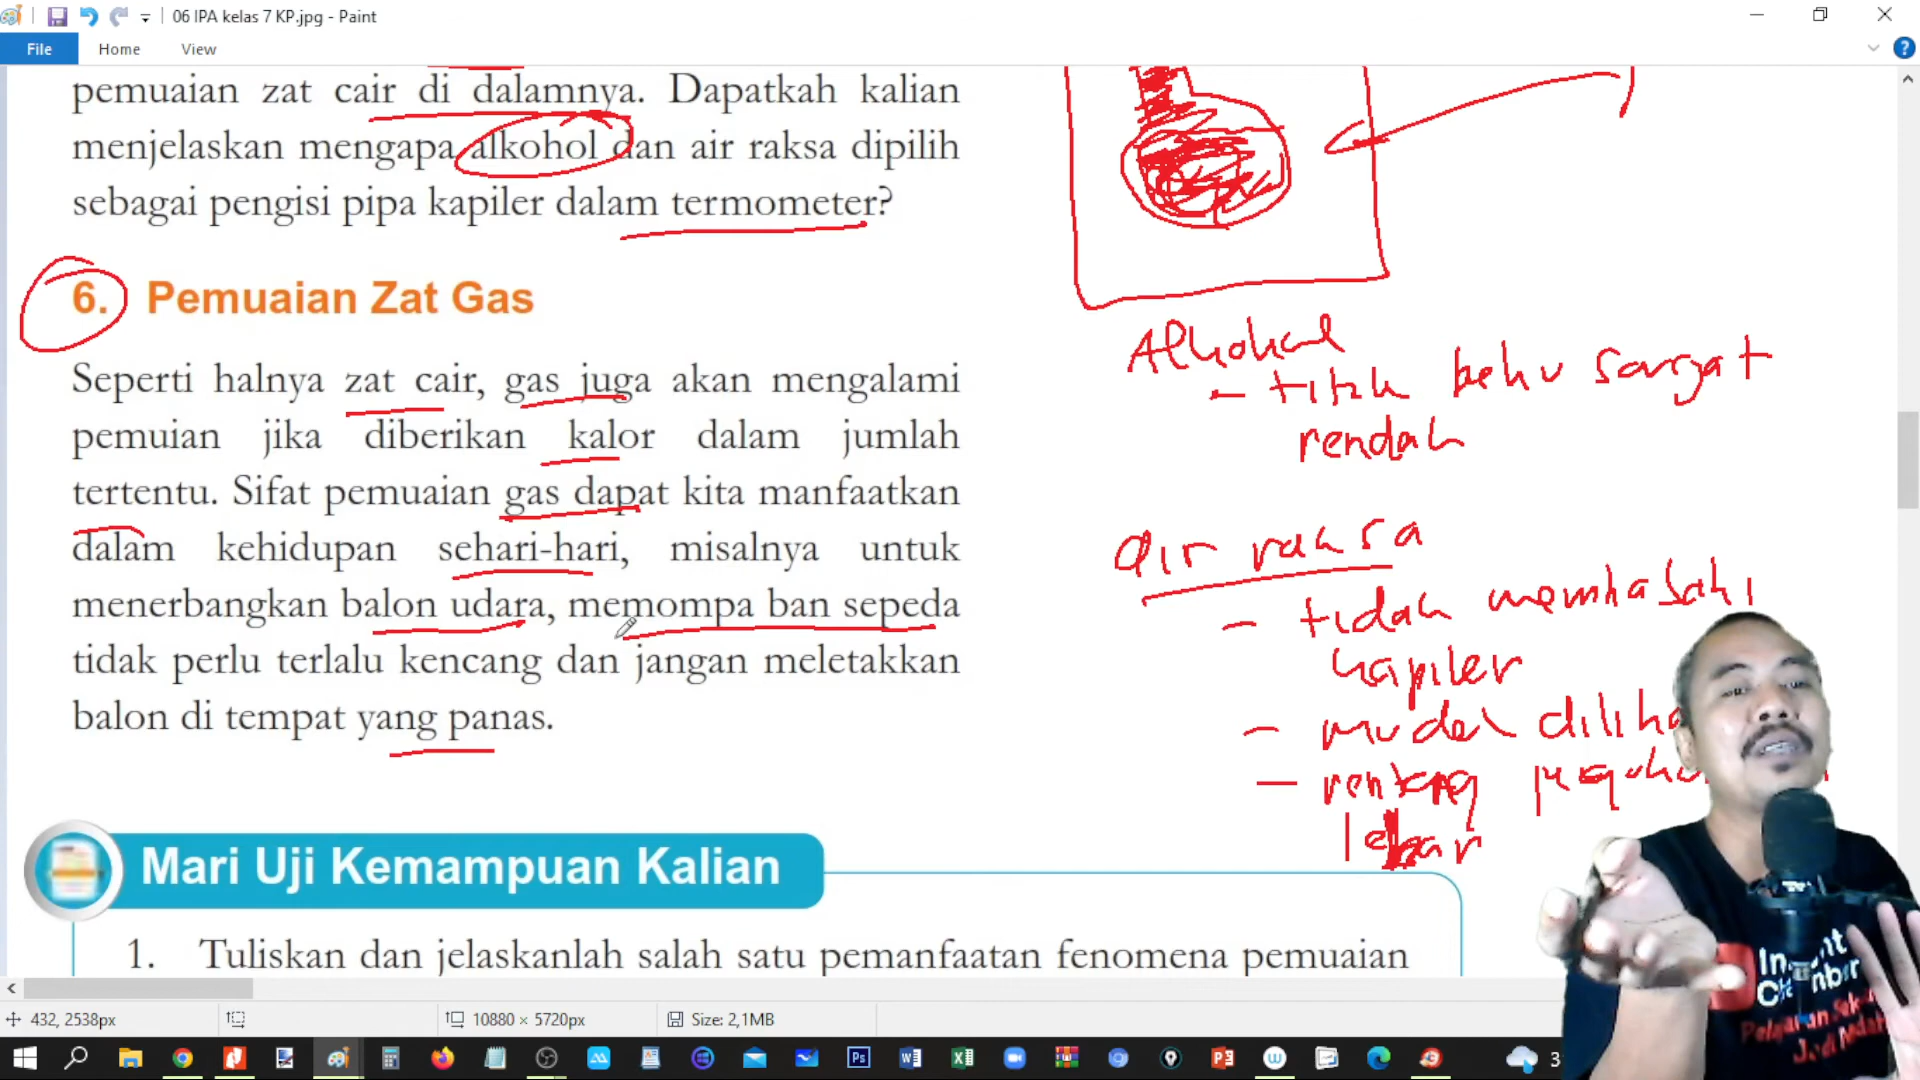 06 IPA kelas 7 KP.jpg - Paint
File Home View
pemuaian zat cair di dalamnya. Dapatkah kalian
menjelaskan mengapa alkohol dan air raksa dipilih
sebagai pengisi pipa kapiler dalam termometer?
6. Pemuaian Zat Gas
Seperti halnya zat cair, gas juga akan mengalami
pemuian jika diberikan kalor dalam jumlah
tertentu. Sifat pemuaian gas dapat kita manfaatkan
dalam kehidupan sehari-hari, misalnya untuk
menerbangkan balon udara, memompa ban sepeda
tidak perlu terlalu kencang dan jangan meletakkan
balon di tempat yang panas.
Mari Uji Kemampuan Kalian
1. Tuliskan dan jelaskanlah salah satu pemanfaatan fenomena pemuaian
Alkohol
- titik beku sangat
rendah
air raksa
- tidak membasahi
kapiler
- mudah
- rentang
lebar
432, 2538px
10880 × 5720px
Size: 2,1MB